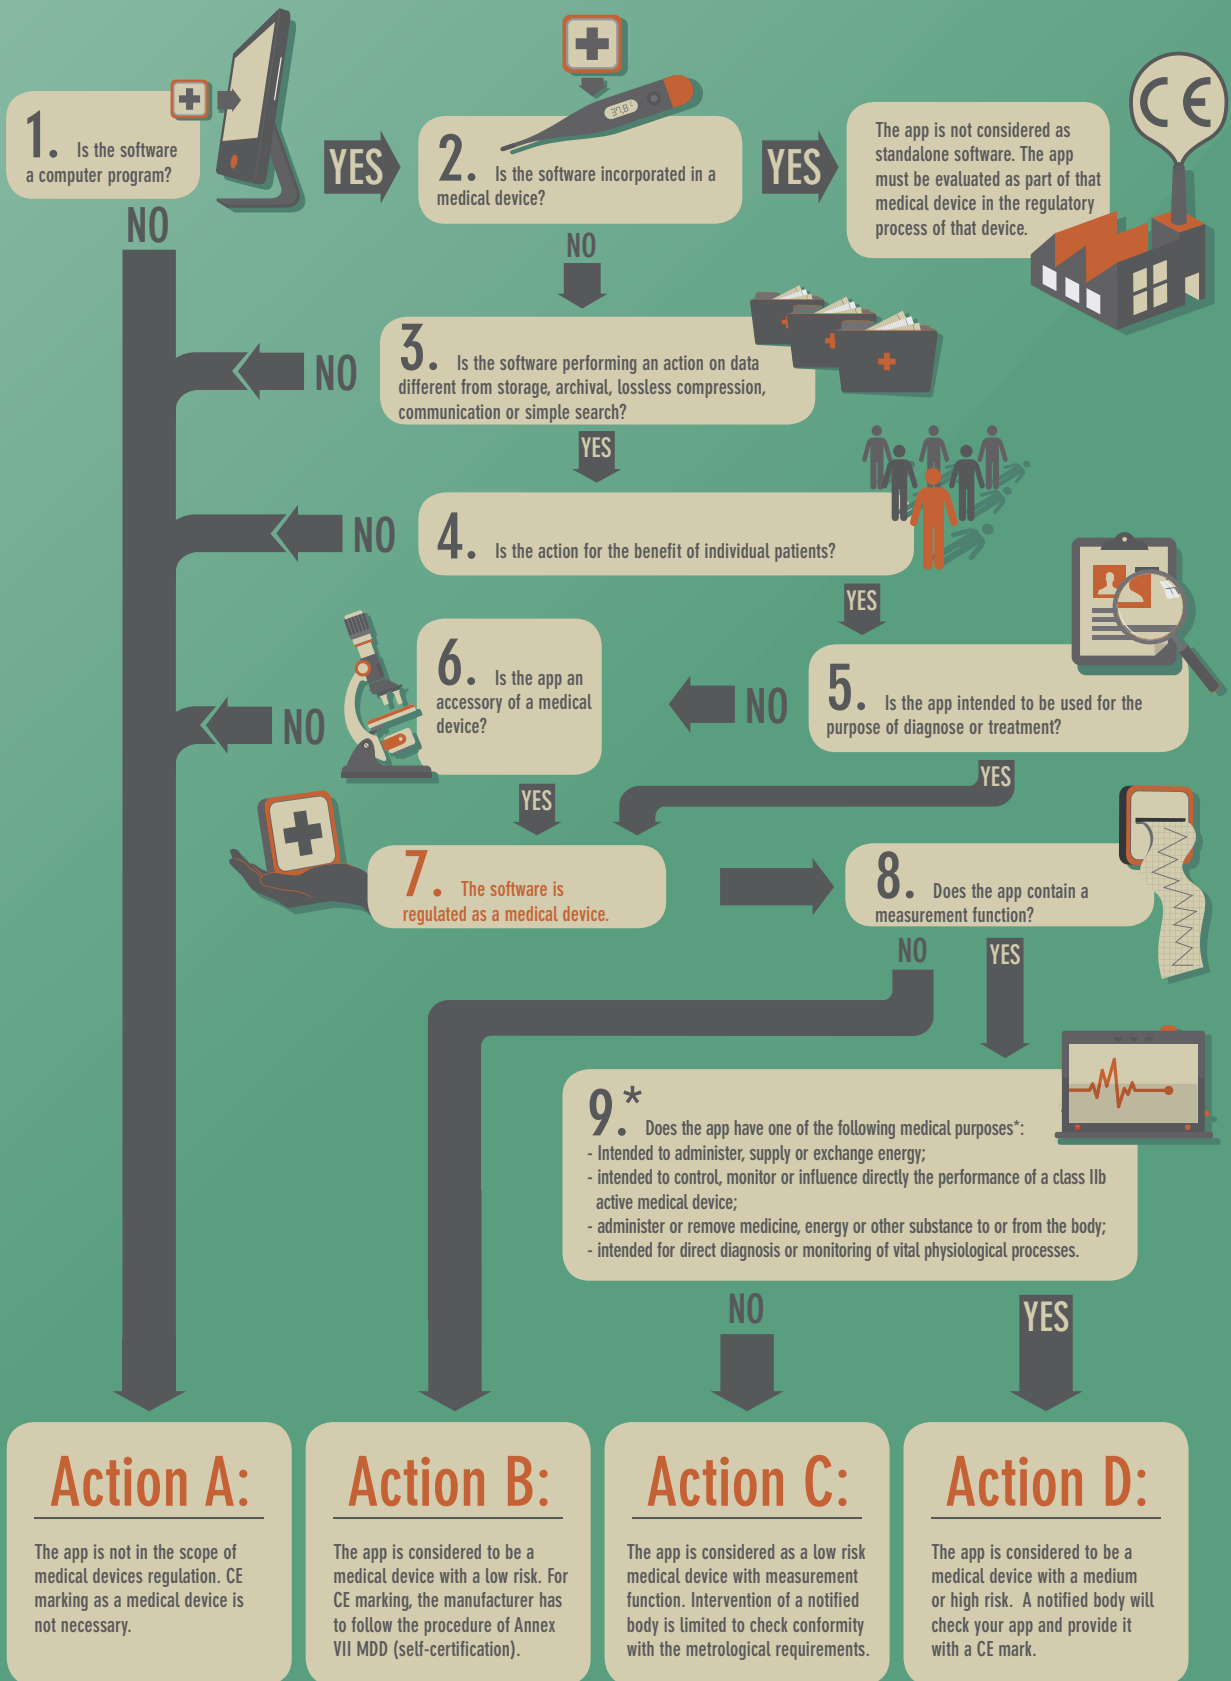 1. Is the software
a computer program?
YES
NO
2. Is the software incorporated in a
medical device?
YES
NO
The app is not considered as
standalone software. The app
must be evaluated as part of that
medical device in the regulatory
process of that device.
CE
3. Is the software performing an action on data
different from storage, archival, lossless compression,
communication or simple search?
NO
YES
4. Is the action for the benefit of individual patients?
NO
YES
5. Is the app intended to be used for the
purpose of diagnose or treatment?
NO
YES
6. Is the app an
accessory of a medical
device?
NO
YES
7. The software is
regulated as a medical device.
8. Does the app contain a
measurement function?
NO
YES
9.* Does the app have one of the following medical purposes*:
- Intended to administer, supply or exchange energy;
- intended to control, monitor or influence directly the performance of a class IIb
active medical device;
- administer or remove medicine, energy or other substance to or from the body;
- intended for direct diagnosis or monitoring of vital physiological processes.
NO
YES
Action A:
The app is not in the scope of
medical devices regulation. CE
marking as a medical device is
not necessary.
Action B:
The app is considered to be a
medical device with a low risk. For
CE marking, the manufacturer has
to follow the procedure of Annex
VII MDD (self-certification).
Action C:
The app is considered as a low risk
medical device with measurement
function. Intervention of a notified
body is limited to check conformity
with the metrological requirements.
Action D:
The app is considered to be a
medical device with a medium
or high risk. A notified body will
check your app and provide it
with a CE mark.